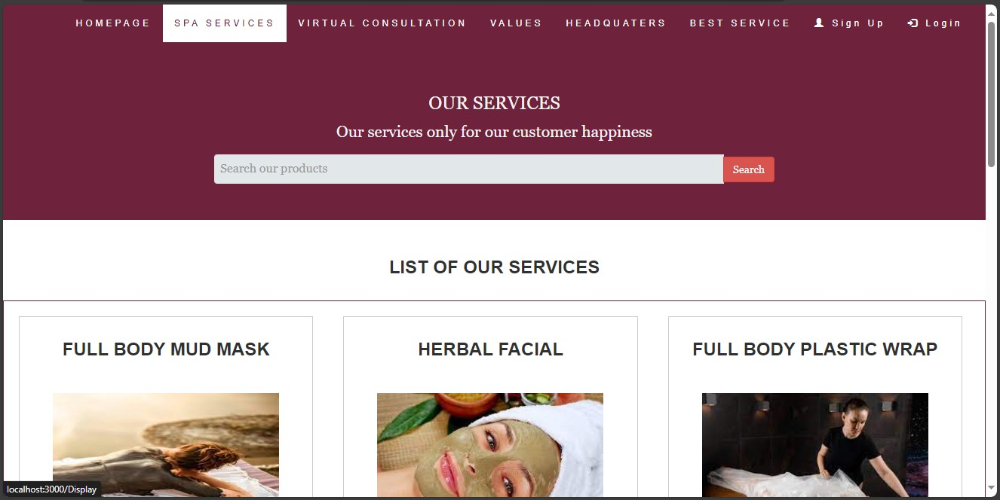 HOMEPAGE SPA SERVICES VIRTUAL CONSULTATION VALUES HEADQUATERS BEST SERVICE Sign Up Login
OUR SERVICES
Our services only for our customer happiness
Search our products Search
LIST OF OUR SERVICES
FULL BODY MUD MASK HERBAL FACIAL FULL BODY PLASTIC WRAP
localhost:3000/Display